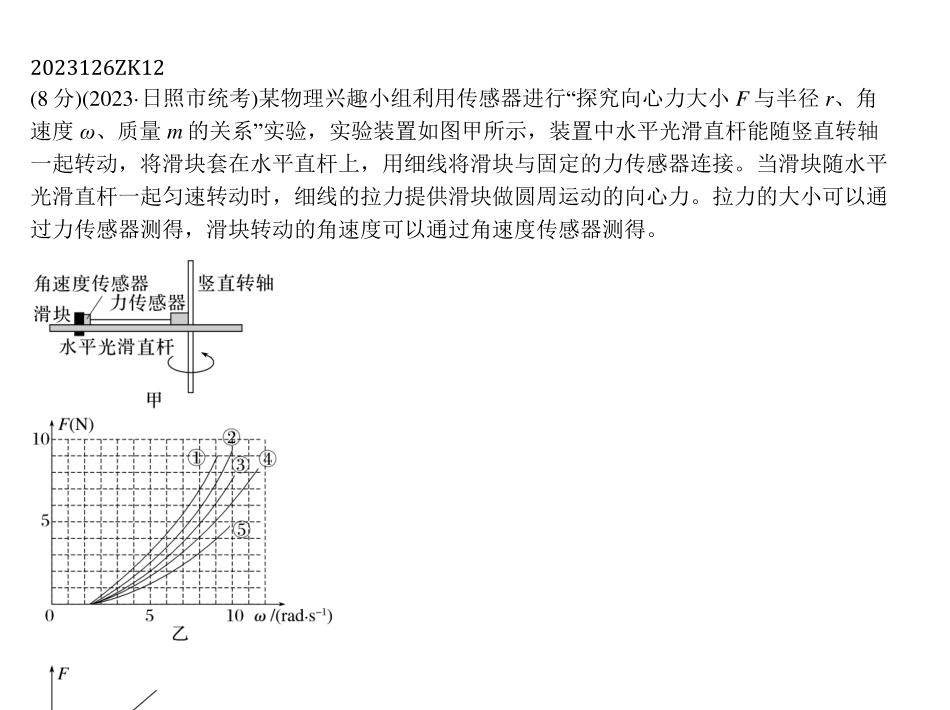 2023126ZK12
(8分)(2023·日照市统考)某物理兴趣小组利用传感器进行“探究向心力大小 F 与半径 r、角
速度 ω、质量 m 的关系”实验，实验装置如图甲所示，装置中水平光滑直杆能随竖直转轴
一起转动，将滑块套在水平直杆上，用细线将滑块与固定的力传感器连接。当滑块随水平
光滑直杆一起匀速转动时，细线的拉力提供滑块做圆周运动的向心力。拉力的大小可以通
过力传感器测得，滑块转动的角速度可以通过角速度传感器测得。
角速度传感器
竖直转轴
力传感器
滑块
水平光滑直杆
甲
F(N)
10
②
①
③
④
5
⑤
0 5 10 ω/(rad·s⁻¹)
乙
F